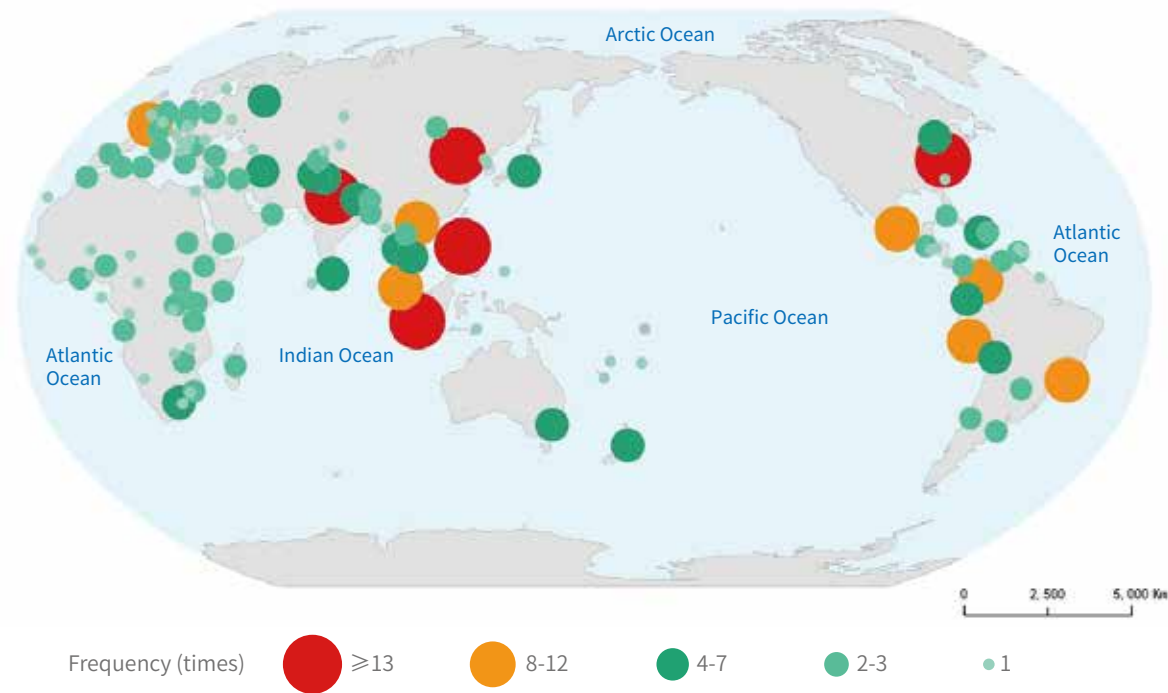 Arctic Ocean
Atlantic
Ocean
Pacific Ocean
Atlantic
Ocean
Indian Ocean
0 2,500 5,000 Km
Frequency (times) ≥13 8-12 4-7 2-3 1